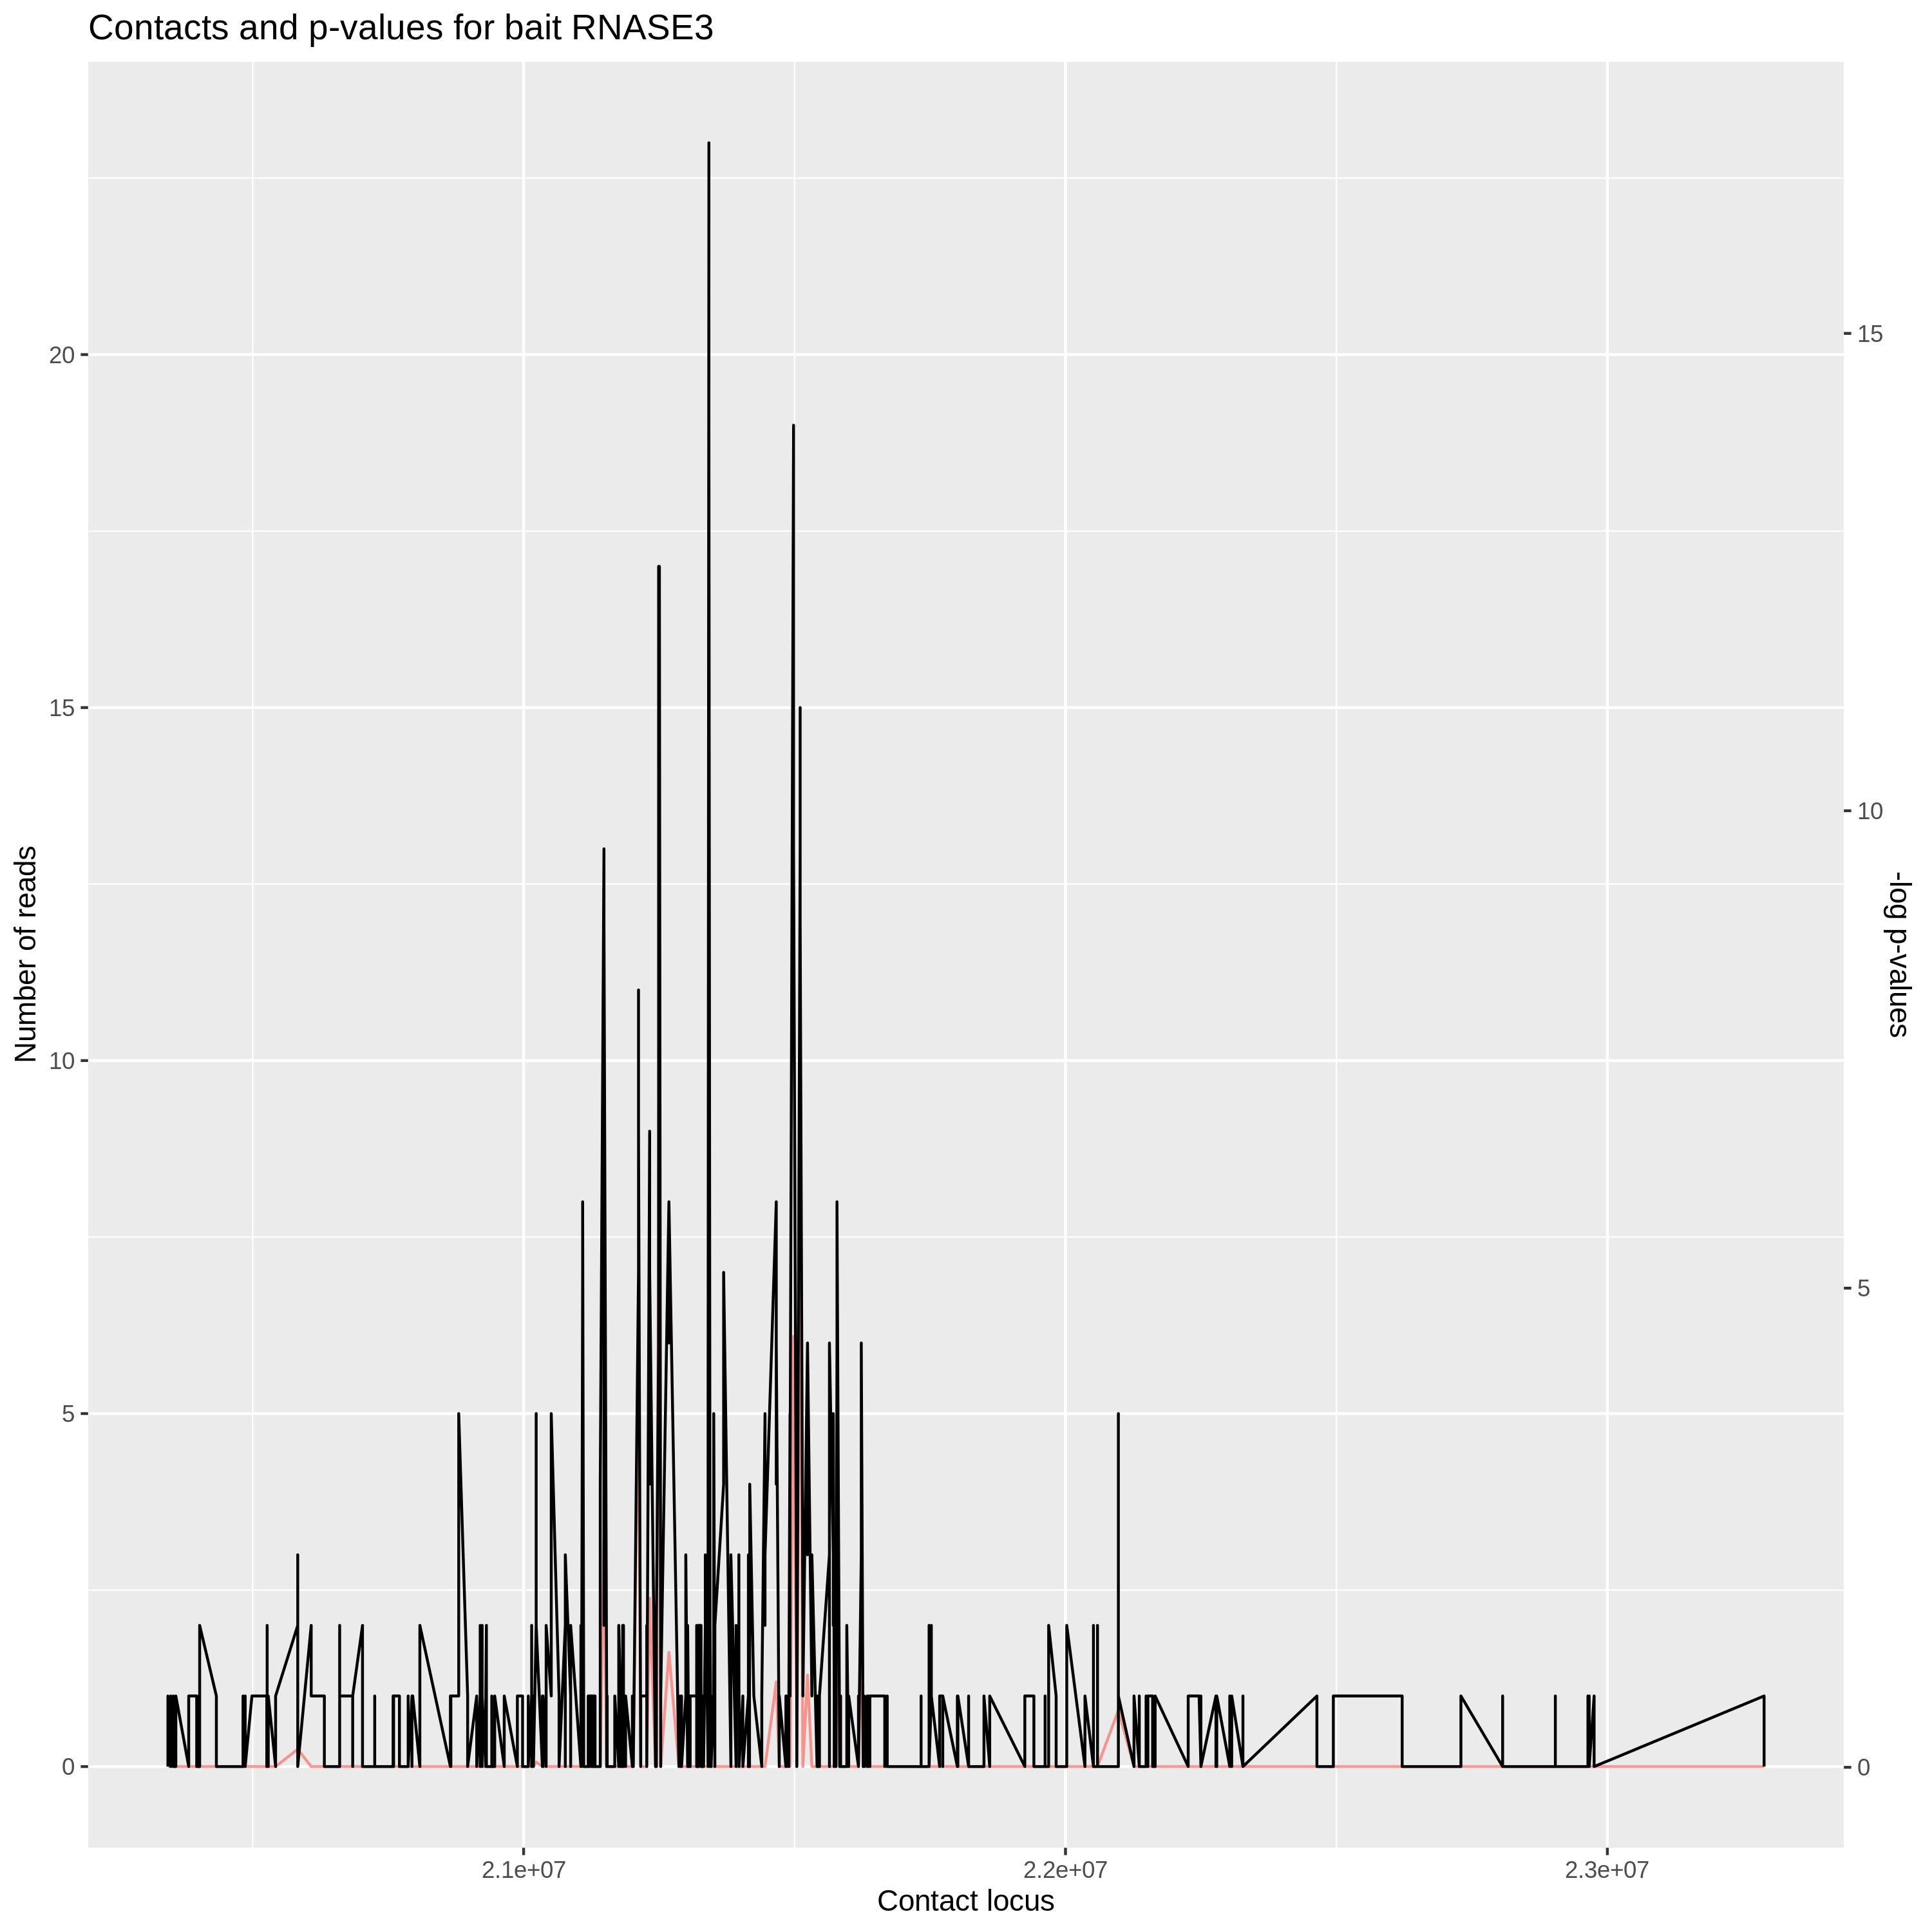 Contacts and p-values for bait RNASE3
Number of reads
20
15
10
5
0
15
10
5
0
-log p-values
2.1e+07
2.2e+07
2.3e+07
Contact locus